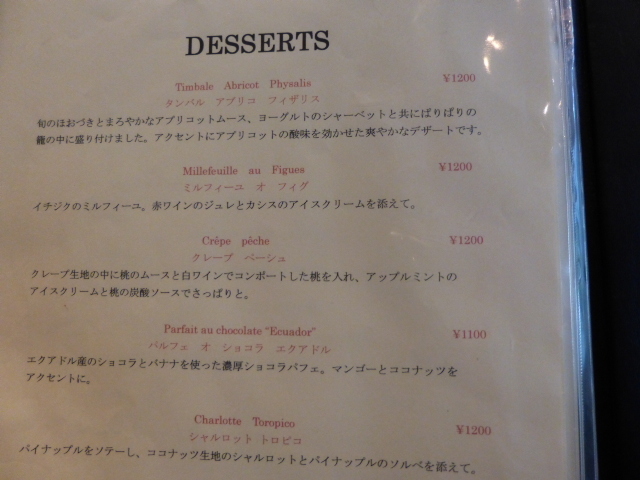 DESSERTS
Timbale Abricot Physalis ¥1200
タンバル アプリコ フィザリス
旬のほおづきとまろやかなアプリコットムース、ヨーグルトのシャーベットと共にぱりぱりの
籠の中に盛り付けました。アクセントにアプリコットの酸味を効かせた爽やかなデザートです。
Millefeuille au Figues ¥1200
ミルフィーユ オ フィグ
イチジクのミルフィーユ。赤ワインのジュレとカシスのアイスクリームを添えて。
Crêpe pêche ¥1200
クレープ ペーシュ
クレープ生地の中に桃のムースと白ワインでコンポートした桃を入れ、アップルミントの
アイスクリームと桃の炭酸ソースでさっぱりと。
Parfait au chocolate “Ecuador” ¥1100
パルフェ オ ショコラ エクアドル
エクアドル産のショコラとバナナを使った濃厚ショコラパフェ。マンゴーとココナッツを
アクセントに。
Charlotte Toropico ¥1200
シャルロット トロピコ
パイナップルをソテーし、ココナッツ生地のシャルロットとパイナップルのソルベを添えて。